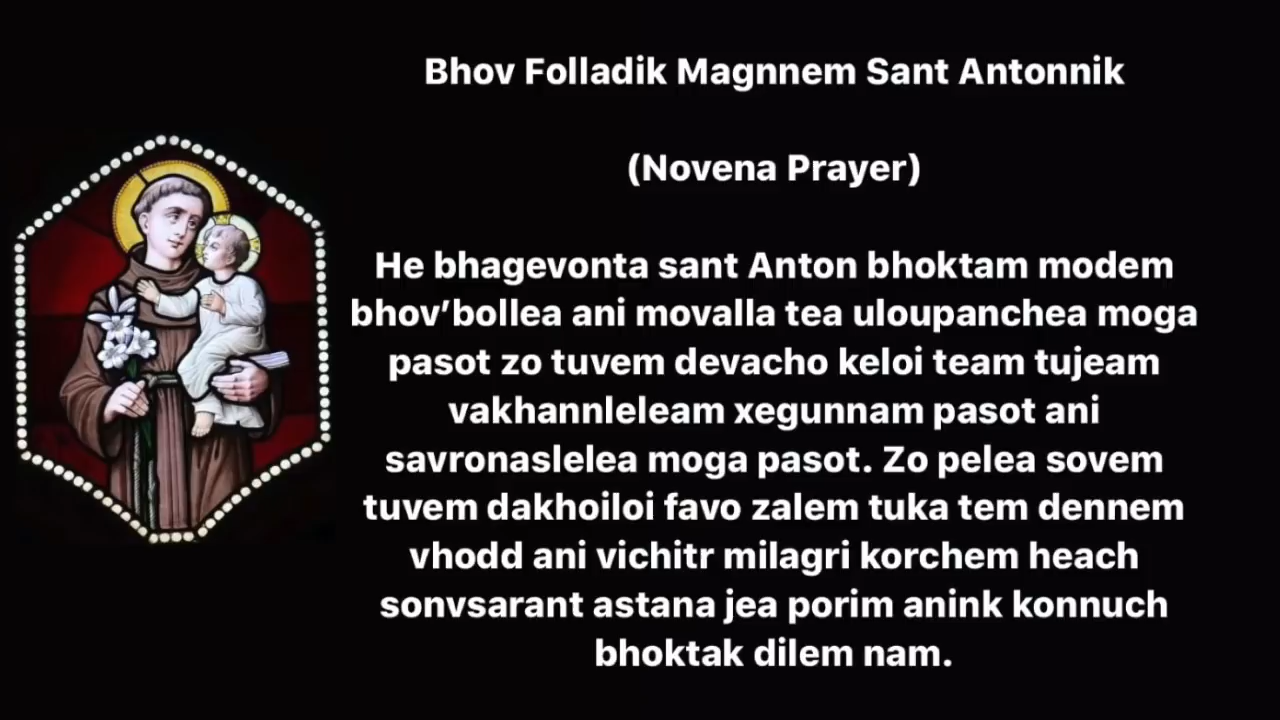 Bhov Folladik Magnnem Sant Antonnik
(Novena Prayer)
He bhagevonta sant Anton bhoktam modem
bhov’bollea ani movalla tea uloupanchea moga
pasot zo tuvem devacho keloi team tujeam
vakhannleleam xegunnam pasot ani
savronaslelea moga pasot. Zo pelea sovem
tuvem dakhoiloi favo zalem tuka tem dennem
vhodd ani vichitr milagri korchem heach
sonvsarant astana jea porim anink konnuch
bhoktak dilem nam.